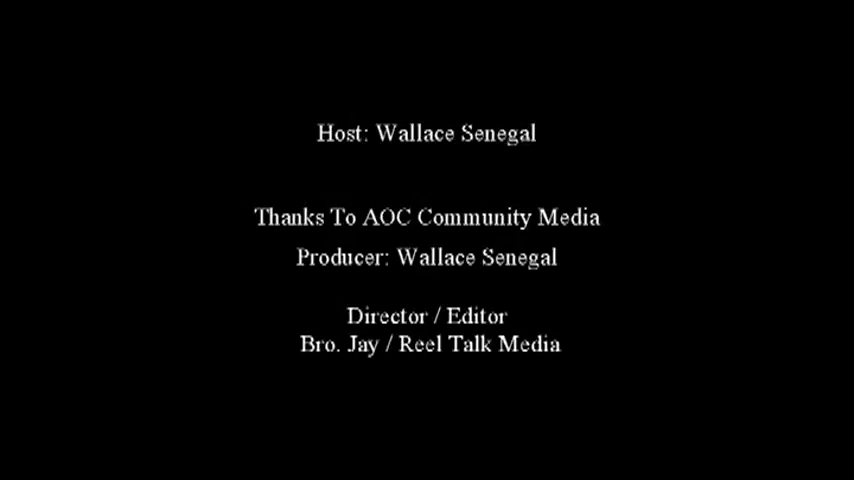 Host: Wallace Senegal
Thanks To AOC Community Media
Producer: Wallace Senegal
Director / Editor
Bro. Jay / Reel Talk Media